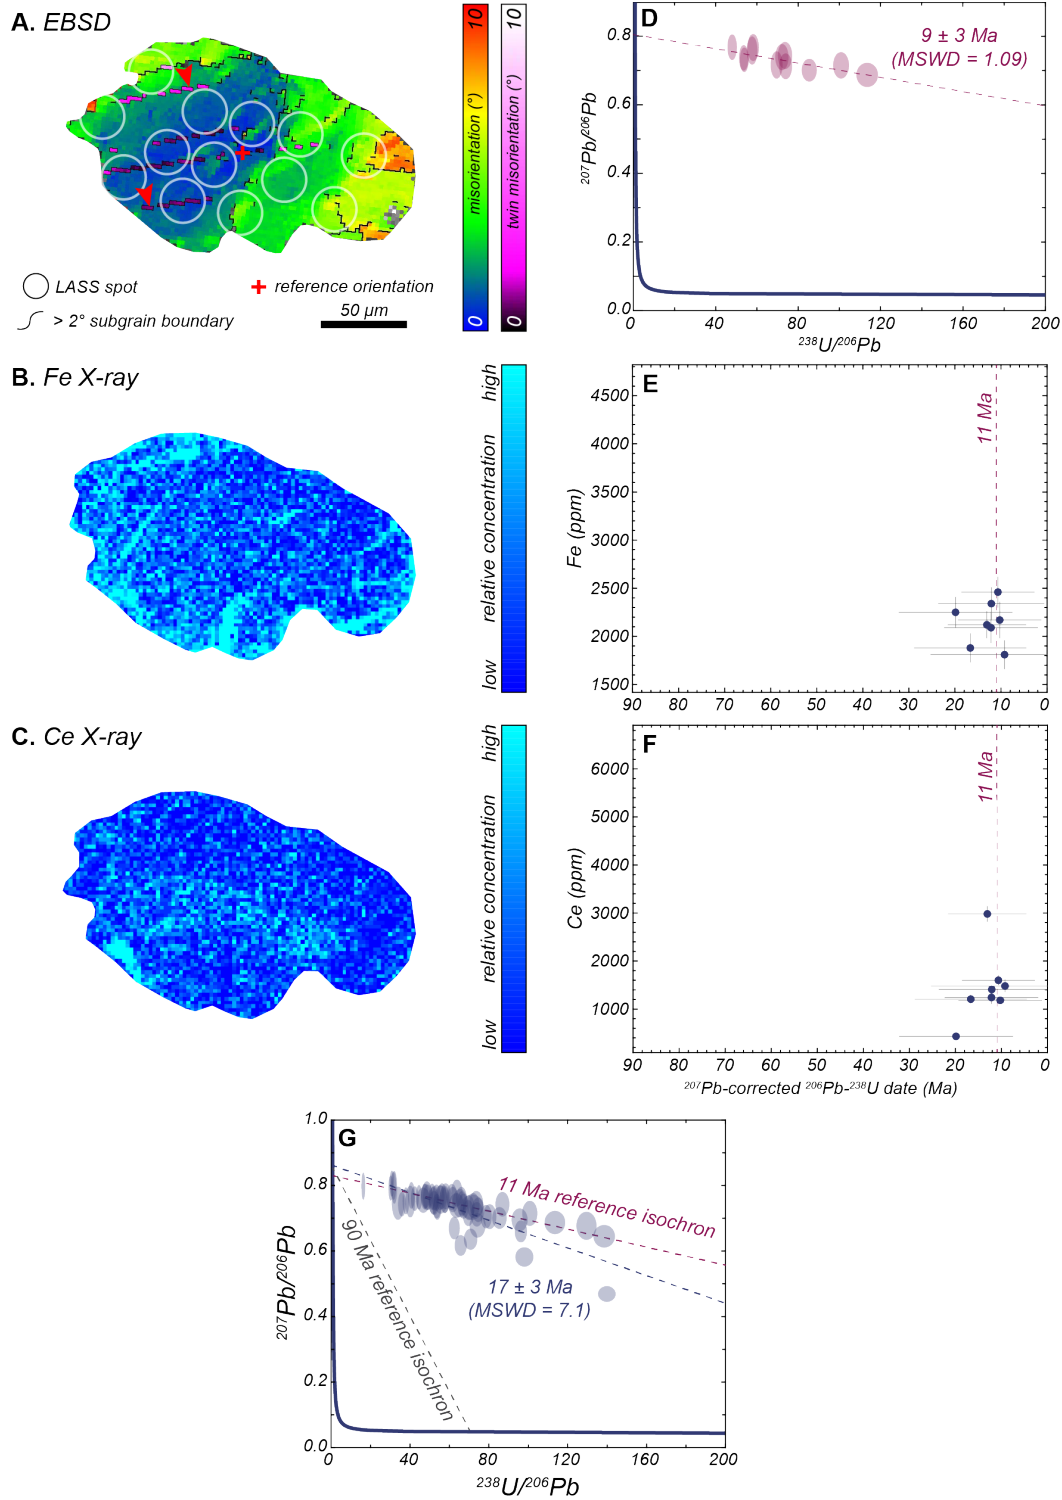 A. EBSD
10
misorientation (°)
0
10
twin misorientation (°)
0
LASS spot
reference orientation
> 2° subgrain boundary
50 µm
D
9 ± 3 Ma
(MSWD = 1.09)
0.8
0.6
0.4
0.2
0.0
207Pb/206Pb
0
40
80
120
160
200
238U/206Pb
B. Fe X-ray
high
relative concentration
low
E
11 Ma
4500
4000
3500
3000
2500
2000
1500
Fe (ppm)
90
80
70
60
50
40
30
20
10
0
C. Ce X-ray
high
relative concentration
low
F
11 Ma
6000
5000
4000
3000
2000
1000
Ce (ppm)
90
80
70
60
50
40
30
20
10
0
207Pb-corrected 206Pb-238U date (Ma)
G
1.0
0.8
0.6
0.4
0.2
0.0
207Pb/206Pb
11 Ma reference isochron
90 Ma reference isochron
17 ± 3 Ma
(MSWD = 7.1)
0
40
80
120
160
200
238U/206Pb